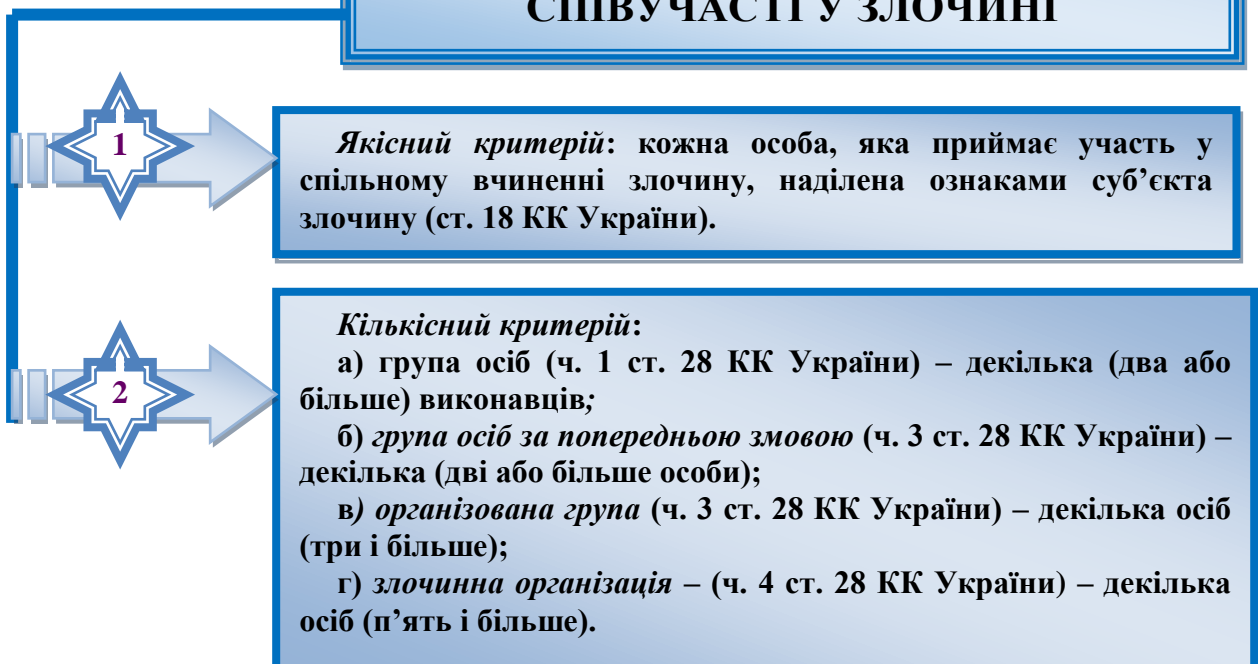 СПІВУЧАСТІ У ЗЛОЧИНІ
1
Якісний критерій: кожна особа, яка приймає участь у
спільному вчиненні злочину, наділена ознаками суб’єкта
злочину (ст. 18 КК України).
2
Кількісний критерій:
а) група осіб (ч. 1 ст. 28 КК України) – декілька (два або
більше) виконавців;
б) група осіб за попередньою змовою (ч. 3 ст. 28 КК України) –
декілька (дві або більше особи);
в) організована група (ч. 3 ст. 28 КК України) – декілька осіб
(три і більше);
г) злочинна організація – (ч. 4 ст. 28 КК України) – декілька
осіб (п’ять і більше).